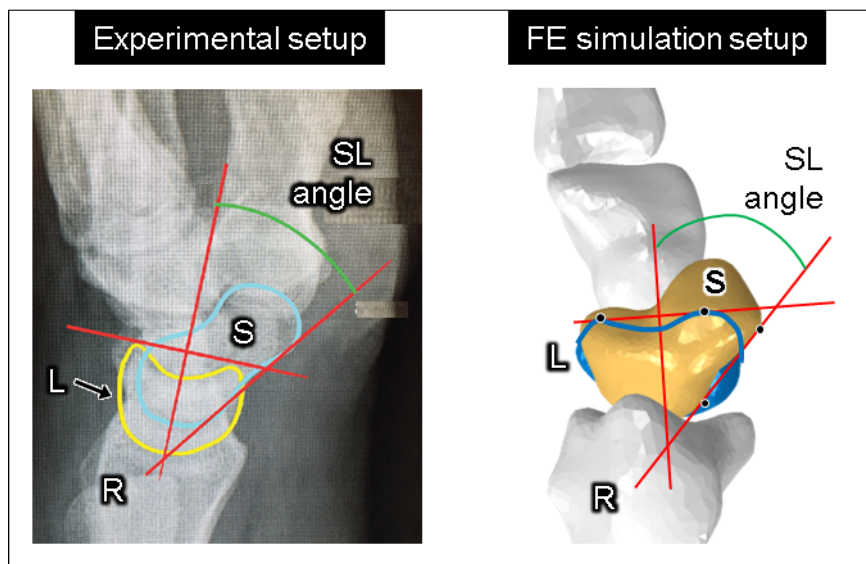 Experimental setup
FE simulation setup
SL
angle
S
L
R
SL
angle
S
L
R